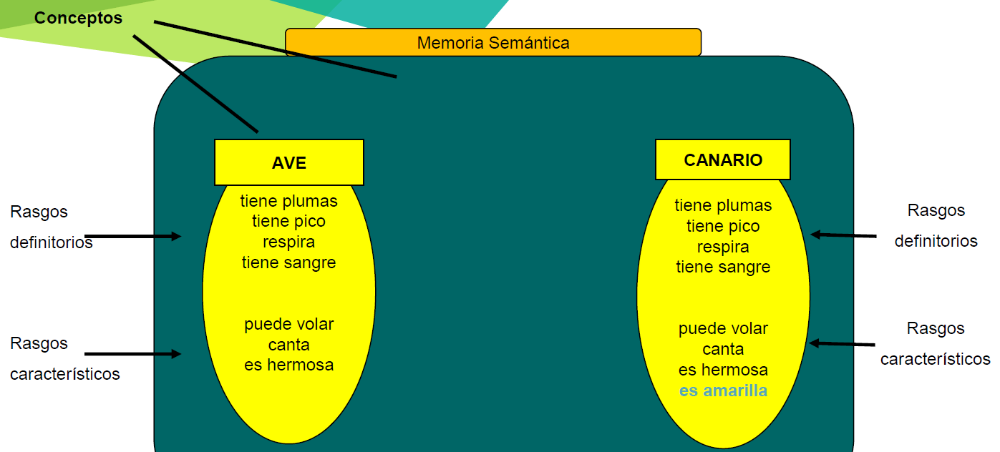 Conceptos
Memoria Semántica
AVE
tiene plumas
tiene pico
respira
tiene sangre
puede volar
canta
es hermosa
CANARIO
tiene plumas
tiene pico
respira
tiene sangre
puede volar
canta
es hermosa
es amarilla
Rasgos
definitorios
Rasgos
característicos
Rasgos
definitorios
Rasgos
característicos